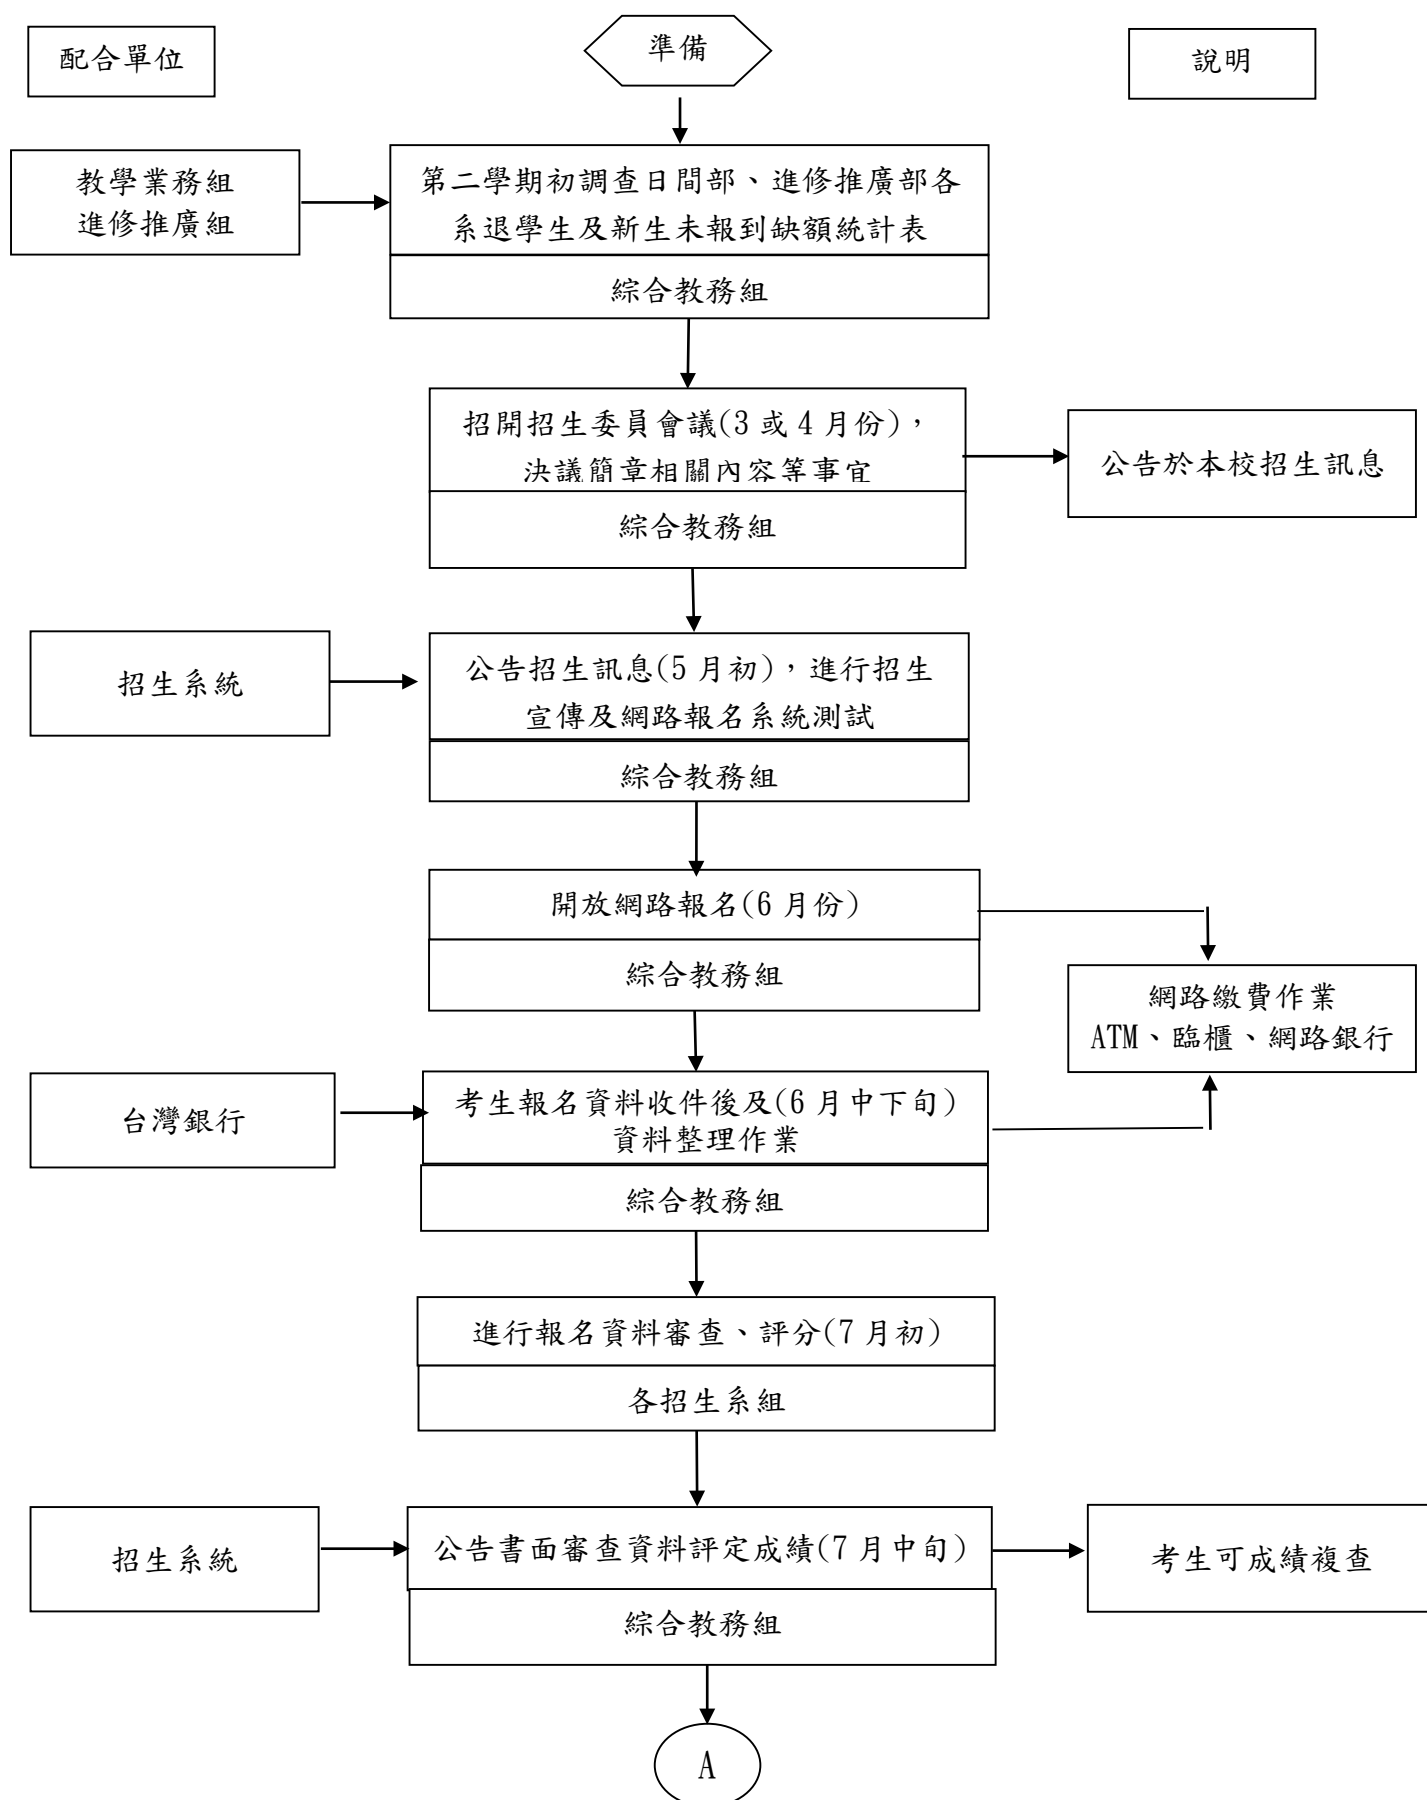 配合單位
準備
說明
教學業務組
進修推廣組
第二學期初調查日間部、進修推廣部各
系退學生及新生未報到缺額統計表
綜合教務組
招開招生委員會議(3 或 4 月份)，
決議簡章相關內容等事宜
綜合教務組
公告於本校招生訊息
招生系統
公告招生訊息(5 月初)，進行招生
宣傳及網路報名系統測試
綜合教務組
開放網路報名(6 月份)
綜合教務組
網路繳費作業
ATM、臨櫃、網路銀行
台灣銀行
考生報名資料收件後及(6 月中下旬)
資料整理作業
綜合教務組
進行報名資料審查、評分(7 月初)
各招生系組
招生系統
公告書面審查資料評定成績(7 月中旬)
綜合教務組
考生可成績複查
A